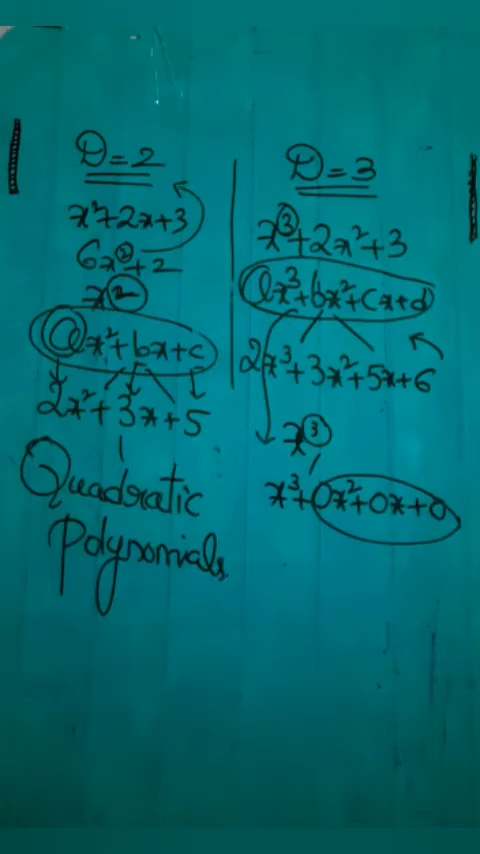 D=2
x²+2x+3
6x²+2
x²
ax²+bx+c
2x²+3x+5
Quadratic
Polynomials
D=3
x³+2x²+3
ax³+bx²+cx+d
2x³+3x²+5x+6
x³
x³+0x²+0x+0